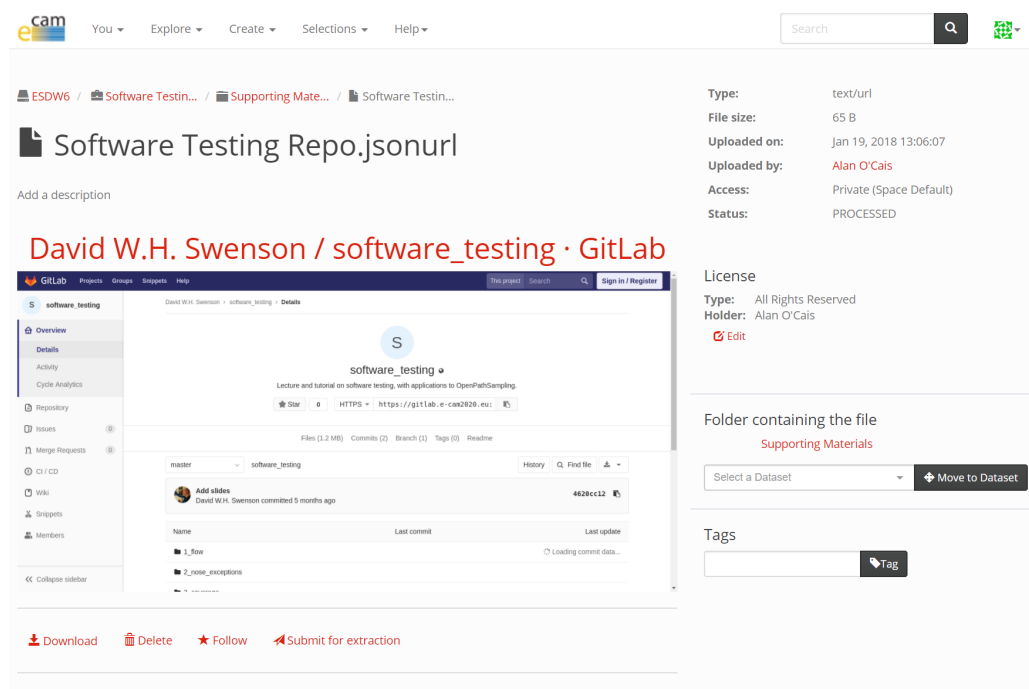 e cam
You Explore Create Selections Help Search
ESDW6 / Software Testin... / Supporting Mate... / Software Testin...
Software Testing Repo.jsonurl
Add a description
David W.H. Swenson / software_testing · GitLab
GitLab Projects Groups Snippets Help This project Search Sign in / Register
S software_testing
David W.H. Swenson > software_testing > Details
Overview
Details
Activity
Cycle Analytics
Repository
Issues 0
Merge Requests 0
CI / CD
Wiki
Snippets
Members
Collapse sidebar
S
software_testing
Lecture and tutorial on software testing, with applications to OpenPathSampling.
Star 0 HTTPS https://gitlab.e-cam2020.eu:
Files (1.2 MB) Commits (2) Branch (1) Tags (0) Readme
master software_testing History Find file
Add slides
David W.H. Swenson committed 5 months ago
4620cc12
Name Last commit Last update
1_flow Loading commit data...
2_nose_exceptions
Download Delete Follow Submit for extraction
Type: text/url
File size: 65 B
Uploaded on: Jan 19, 2018 13:06:07
Uploaded by: Alan O'Cais
Access: Private (Space Default)
Status: PROCESSED
License
Type: All Rights Reserved
Holder: Alan O'Cais
Edit
Folder containing the file
Supporting Materials
Select a Dataset Move to Dataset
Tags
Tag